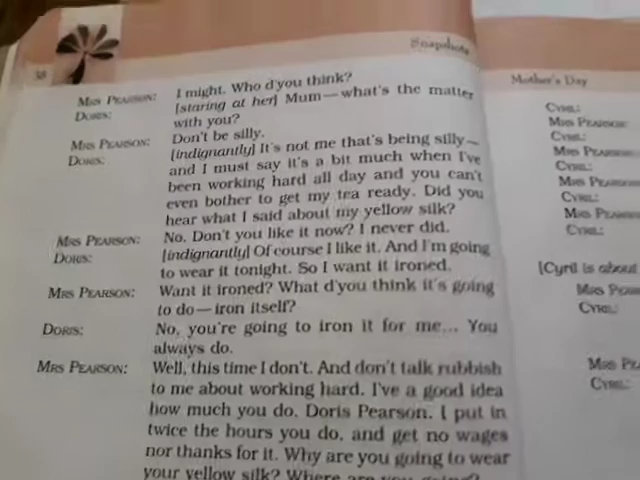 38
Snapshots
MRS PEARSON: I might. Who d'you think?
DORIS: [staring at her] Mum—what's the matter
with you?
MRS PEARSON: Don't be silly.
DORIS: [indignantly] It's not me that's being silly—
and I must say it's a bit much when I've
been working hard all day and you can't
even bother to get my tea ready. Did you
hear what I said about my yellow silk?
MRS PEARSON: No. Don't you like it now? I never did.
DORIS: [indignantly] Of course I like it. And I'm going
to wear it tonight. So I want it ironed.
MRS PEARSON: Want it ironed? What d'you think it's going
to do—iron itself?
DORIS: No, you're going to iron it for me... You
always do.
MRS PEARSON: Well, this time I don't. And don't talk rubbish
to me about working hard. I've a good idea
how much you do, Doris Pearson. I put in
twice the hours you do, and get no wages
nor thanks for it. Why are you going to wear
your yellow silk? Where are you going?
Mother's Day
CYRIL:
MRS PEARSON:
CYRIL:
MRS PEARSON:
CYRIL:
MRS PEARSON:
CYRIL:
MRS PEARSON:
CYRIL:
[Cyril is about
MRS
CYRIL:
MRS
CYRIL: